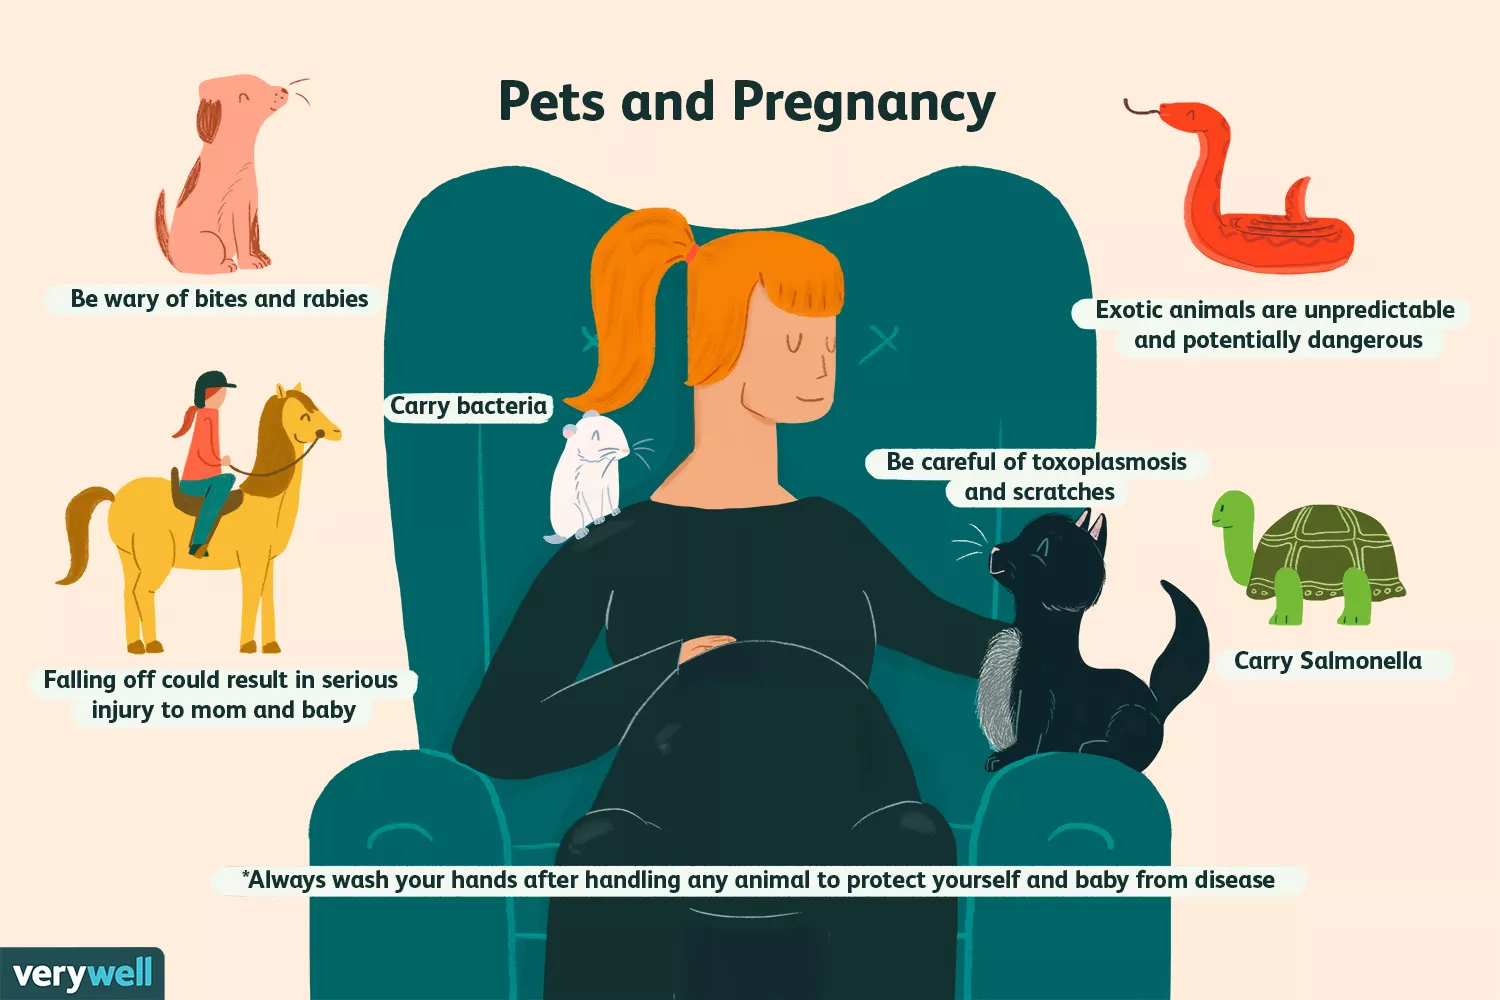 Pets and Pregnancy
Be wary of bites and rabies
Exotic animals are unpredictable
and potentially dangerous
Carry bacteria
Be careful of toxoplasmosis
and scratches
Falling off could result in serious
injury to mom and baby
Carry Salmonella
*Always wash your hands after handling any animal to protect yourself and baby from disease
verywell